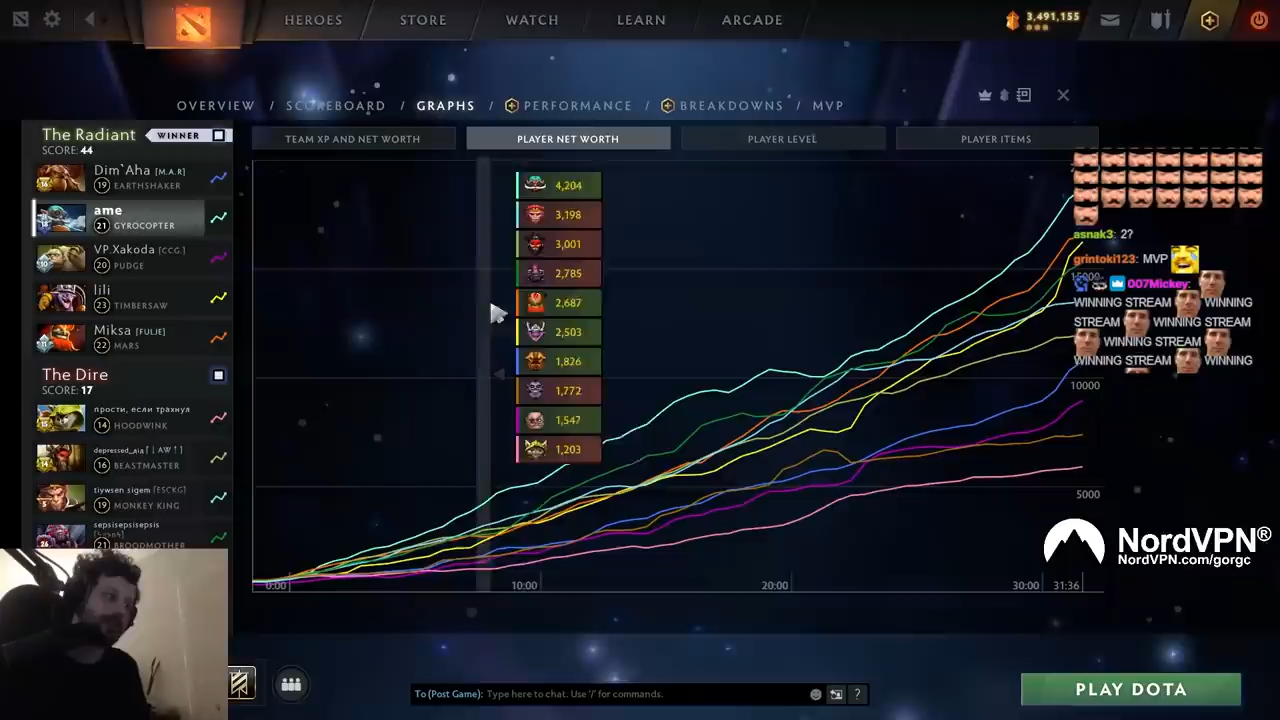 HEROES
STORE
WATCH
LEARN
ARCADE
3,491,155
OVERVIEW / SCOREBOARD / GRAPHS / PERFORMANCE / BREAKDOWNS / MVP
The Radiant
WINNER
SCORE: 44
TEAM XP AND NET WORTH
PLAYER NET WORTH
PLAYER LEVEL
PLAYER ITEMS
Dim`Aha [M.A.R]
19 EARTHSHAKER
ame
21 GYROCOPTER
VP.Xakoda [CCG.]
20 PUDGE
lili
23 TIMBERSAW
Miksa [FULJE]
22 MARS
The Dire
SCORE: 17
прости, если трахнул
14 HOODWINK
depressed_дід [⇃AW↿]
16 BEASTMASTER
tiywsen sigem [ESCKG]
19 MONKEY KING
sepsisepsisepsis
21 BROODMOTHER
4,204
3,198
3,001
2,785
2,687
2,503
1,826
1,772
1,547
1,203
15000
10000
5000
0:00
10:00
20:00
30:00
31:36
asnak3: 2?
grintoki123: MVP
007Mickey:
WINNING STREAM WINNING
STREAM WINNING STREAM
WINNING STREAM
WINNING STREAM WINNING
NordVPN®
NordVPN.com/gorgc
To (Post Game): Type here to chat. Use '/' for commands.
?
PLAY DOTA